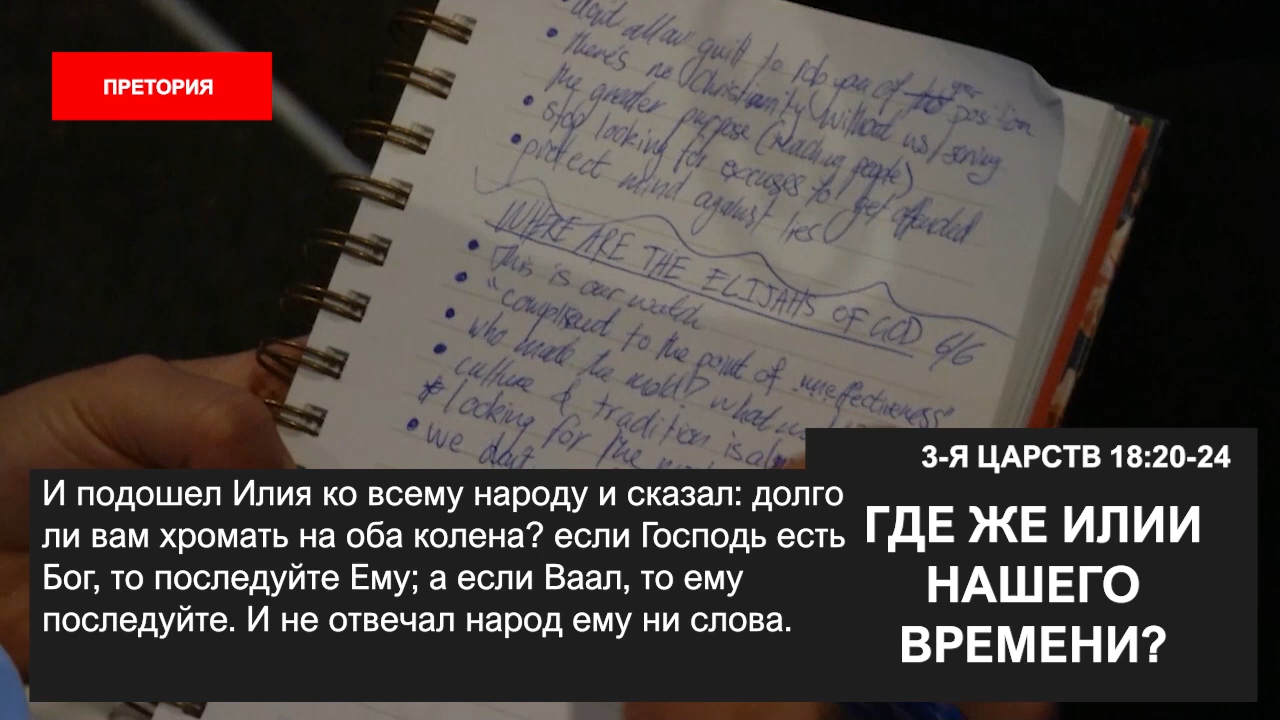 ПРЕТОРИЯ
don't allow guilt to rob you of your position
• there's no Christianity without us serving
the greater purpose (reaching people)
• stop looking for excuses to get offended
• protect mind against lies
WHERE ARE THE ELIJAHS OF GOD 6/6
• This is our watch
• "complacent to the point of ineffectiveness"
• who made the mold? what
• culture & tradition is
* looking for the
• we don't
3-Я ЦАРСТВ 18:20-24
ГДЕ ЖЕ ИЛИИ
НАШЕГО
ВРЕМЕНИ?
И подошел Илия ко всему народу и сказал: долго
ли вам хромать на оба колена? если Господь есть
Бог, то последуйте Ему; а если Ваал, то ему
последуйте. И не отвечал народ ему ни слова.